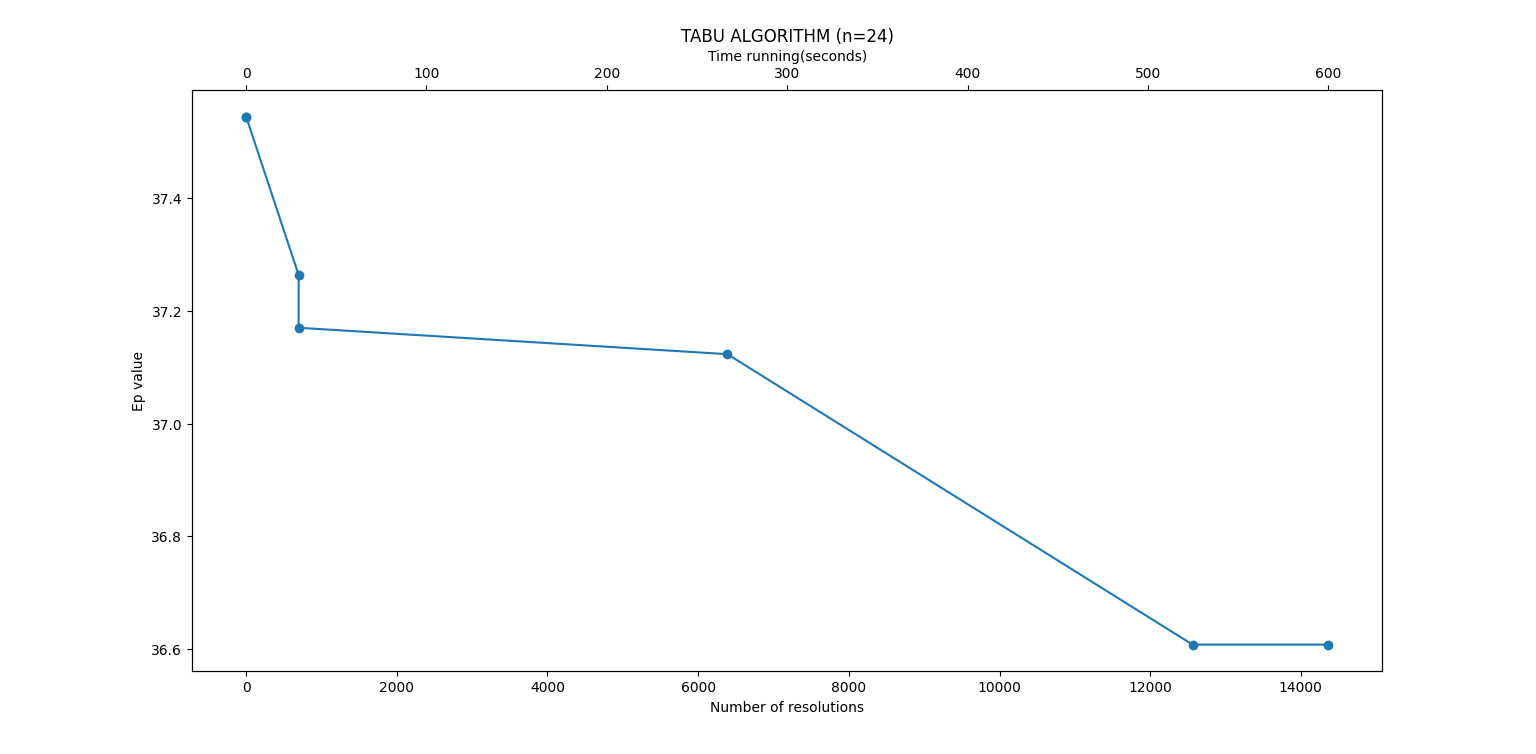 TABU ALGORITHM (n=24)
Time running(seconds)
0 100 200 300 400 500 600
37.4
37.2
37.0
36.8
36.6
Ep value
0 2000 4000 6000 8000 10000 12000 14000
Number of resolutions